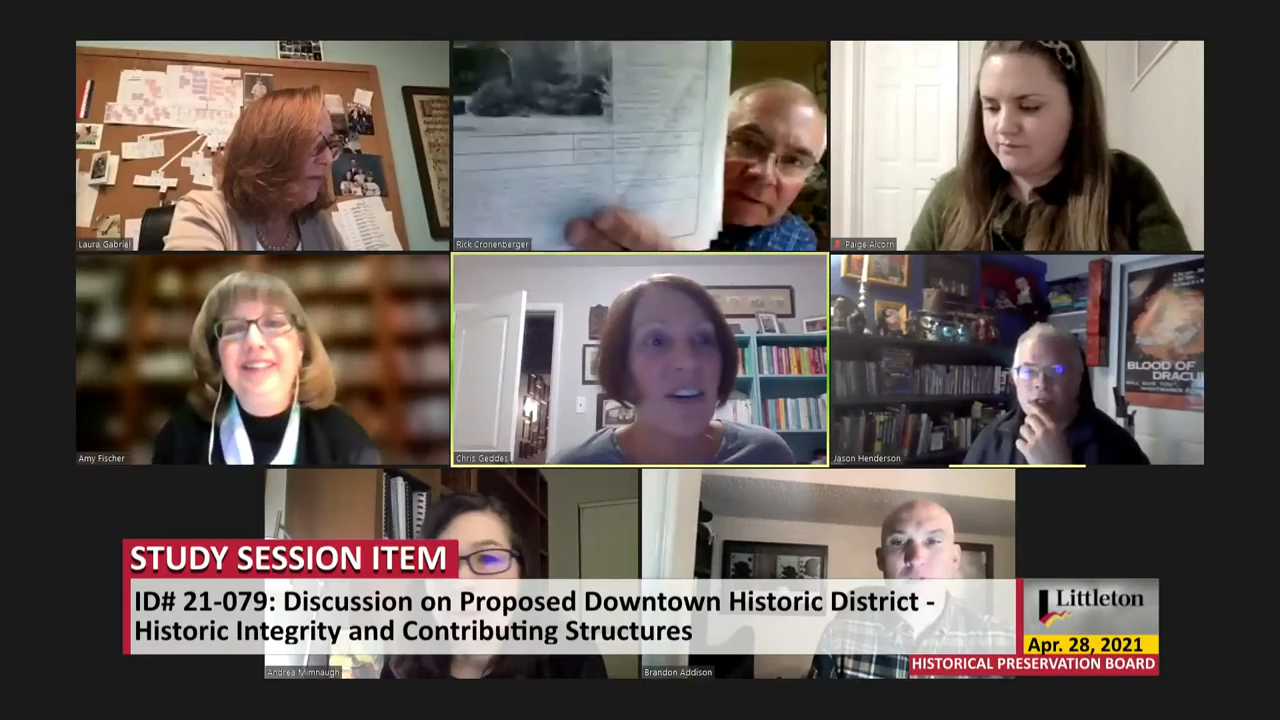 Laura Gabriel
Rick Cronenberger
Paige Alcorn
BLOOD OF
DRACU
Amy Fischer
Chris Geddes
Jason Henderson
STUDY SESSION ITEM
ID# 21-079: Discussion on Proposed Downtown Historic District -
Historic Integrity and Contributing Structures
Littleton
Apr. 28, 2021
HISTORICAL PRESERVATION BOARD
Andrea Mimnaugh
Brandon Addison